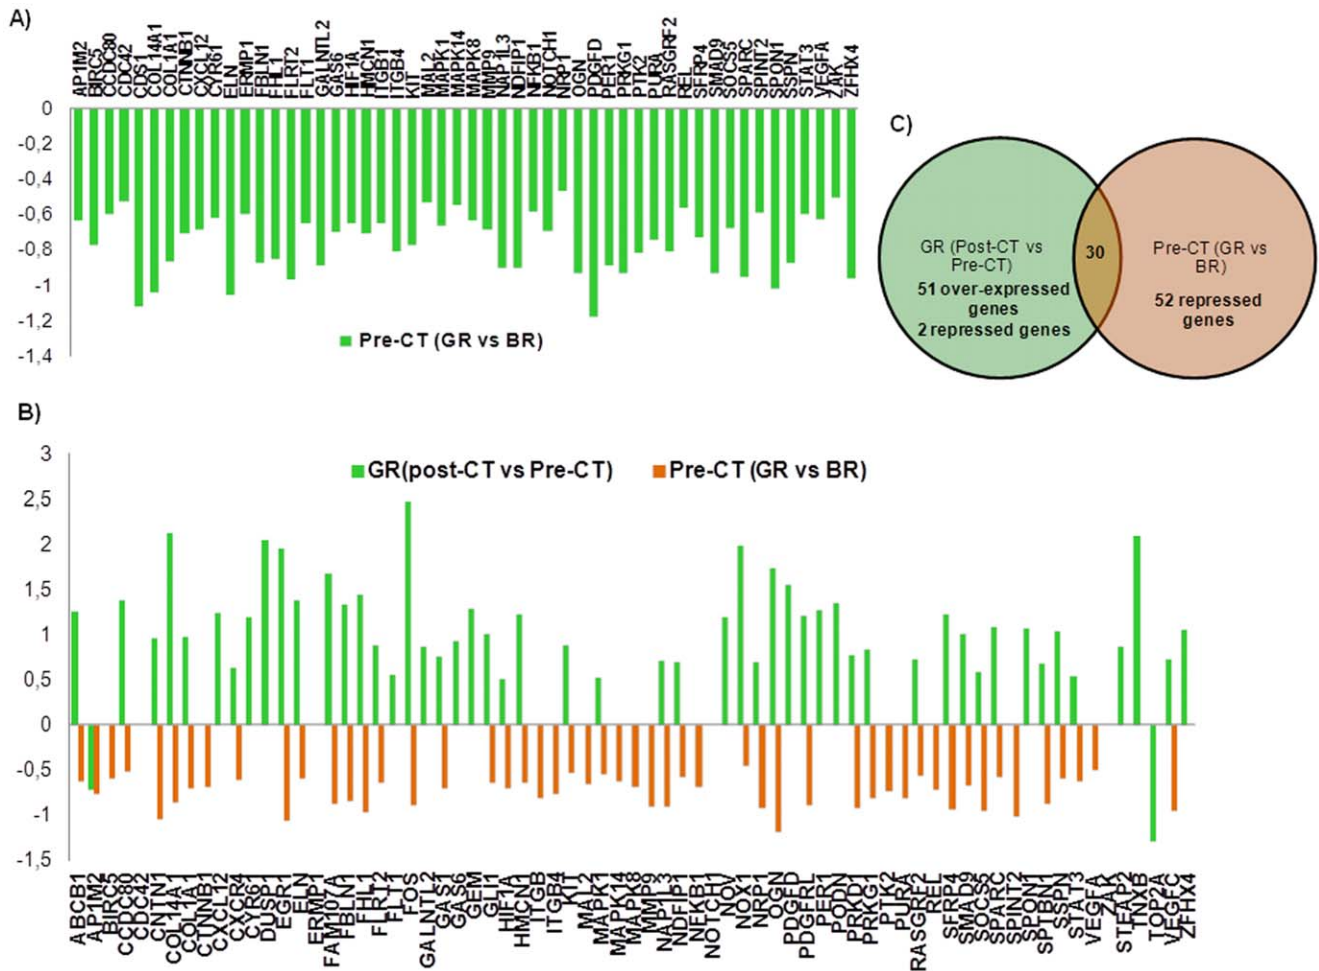 A)
AP1M2
BIRC5
CCDC80
CDC42
CDS1
COL14A1
COL1A1
CTNNB1
CXCL12
CYR61
ELN
ERMP1
FBLN1
FHL1
FLRT2
FLT1
GALNTL2
GAS6
HIF1A
HMCN1
ITGB1
ITGB4
KIT
MAL2
MAPK1
MAPK14
MAPK8
MMP9
NAP1L3
NDFIP1
NFKB1
NOTCH1
NRP1
OGN
PDGFD
PER1
PRKG1
PTK2
PURA
RASGRF2
REL
SFRP4
SMAD9
SOCS5
SPARC
SPINT2
SPON1
SSPN
STAT3
VEGFA
ZAK
ZFHX4
0
-0,2
-0,4
-0,6
-0,8
-1
-1,2
-1,4
Pre-CT (GR vs BR)
C)
GR (Post-CT vs
Pre-CT)
51 over-expressed
genes
2 repressed genes
30
Pre-CT (GR vs
BR)
52 repressed
genes
B)
3
2,5
2
1,5
1
0,5
0
-0,5
-1
-1,5
GR(post-CT vs Pre-CT)
Pre-CT (GR vs BR)
ABCB1
AP1M2
BIRC5
CCDC80
CDC42
CNTN1
COL14A1
COL1A1
CTNNB1
CXCL12
CXCR4
CYR61
DUSP1
EGR1
ELN
ERMP1
FAM107A
FBLN1
FHL1
FLRT2
FLT1
FOS
GALNTL2
GAS1
GAS6
GEM
GLI1
HIF1A
HMCN1
ITGB
ITGB4
KIT
MAL2
MAPK1
MAPK14
MAPK8
MMP9
NAP1L3
NDFIP1
NFKB1
NOTCH1
NOV
NOX1
NRP1
OGN
PDGFD
PDGFRL
PER1
PODN
PRKD1
PRKG1
PTK2
PURA
RASGRF2
REL
SFRP4
SMAD9
SOCS5
SPARC
SPINT2
SPON1
SPTBN1
SSPN
STAT3
VEGFA
ZAK
STEAP2
TNXB
TOP2A
VEGFC
ZFHX4